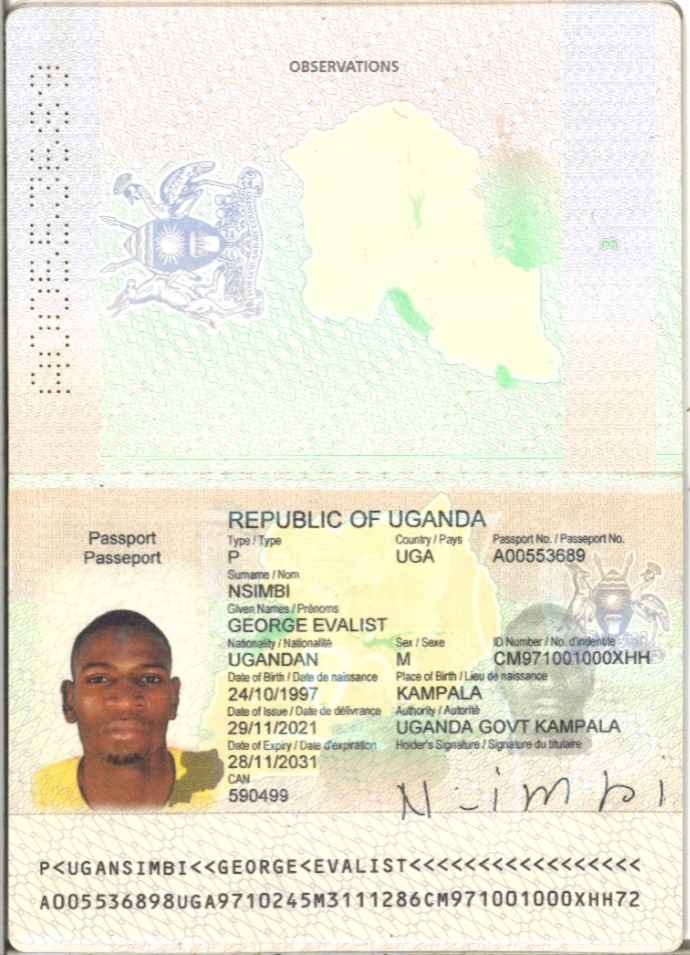 OBSERVATIONS
Passport
Passeport
REPUBLIC OF UGANDA
Type / Type Country / Pays Passport No. / Passeport No.
P UGA A00553689
Surname / Nom
NSIMBI
Given Names / Prénoms
GEORGE EVALIST
Nationality / Nationalité Sex / Sexe ID Number / No. d'indentite
UGANDAN M CM971001000XHH
Date of Birth / Date de naissance Place of Birth / Lieu de naissance
24/10/1997 KAMPALA
Date of Issue / Date de délivrance Authority / Autorité
29/11/2021 UGANDA GOVT KAMPALA
Date of Expiry / Date d'expration Holder's Signature / Signature du titulaire
28/11/2031
CAN
590499
Nsimbi
P<UGANSIMBI<<GEORGE<EVALIST<<<<<<<<<<<<<<<<<
A005536898UGA9710245M3111286CM971001000XHH72